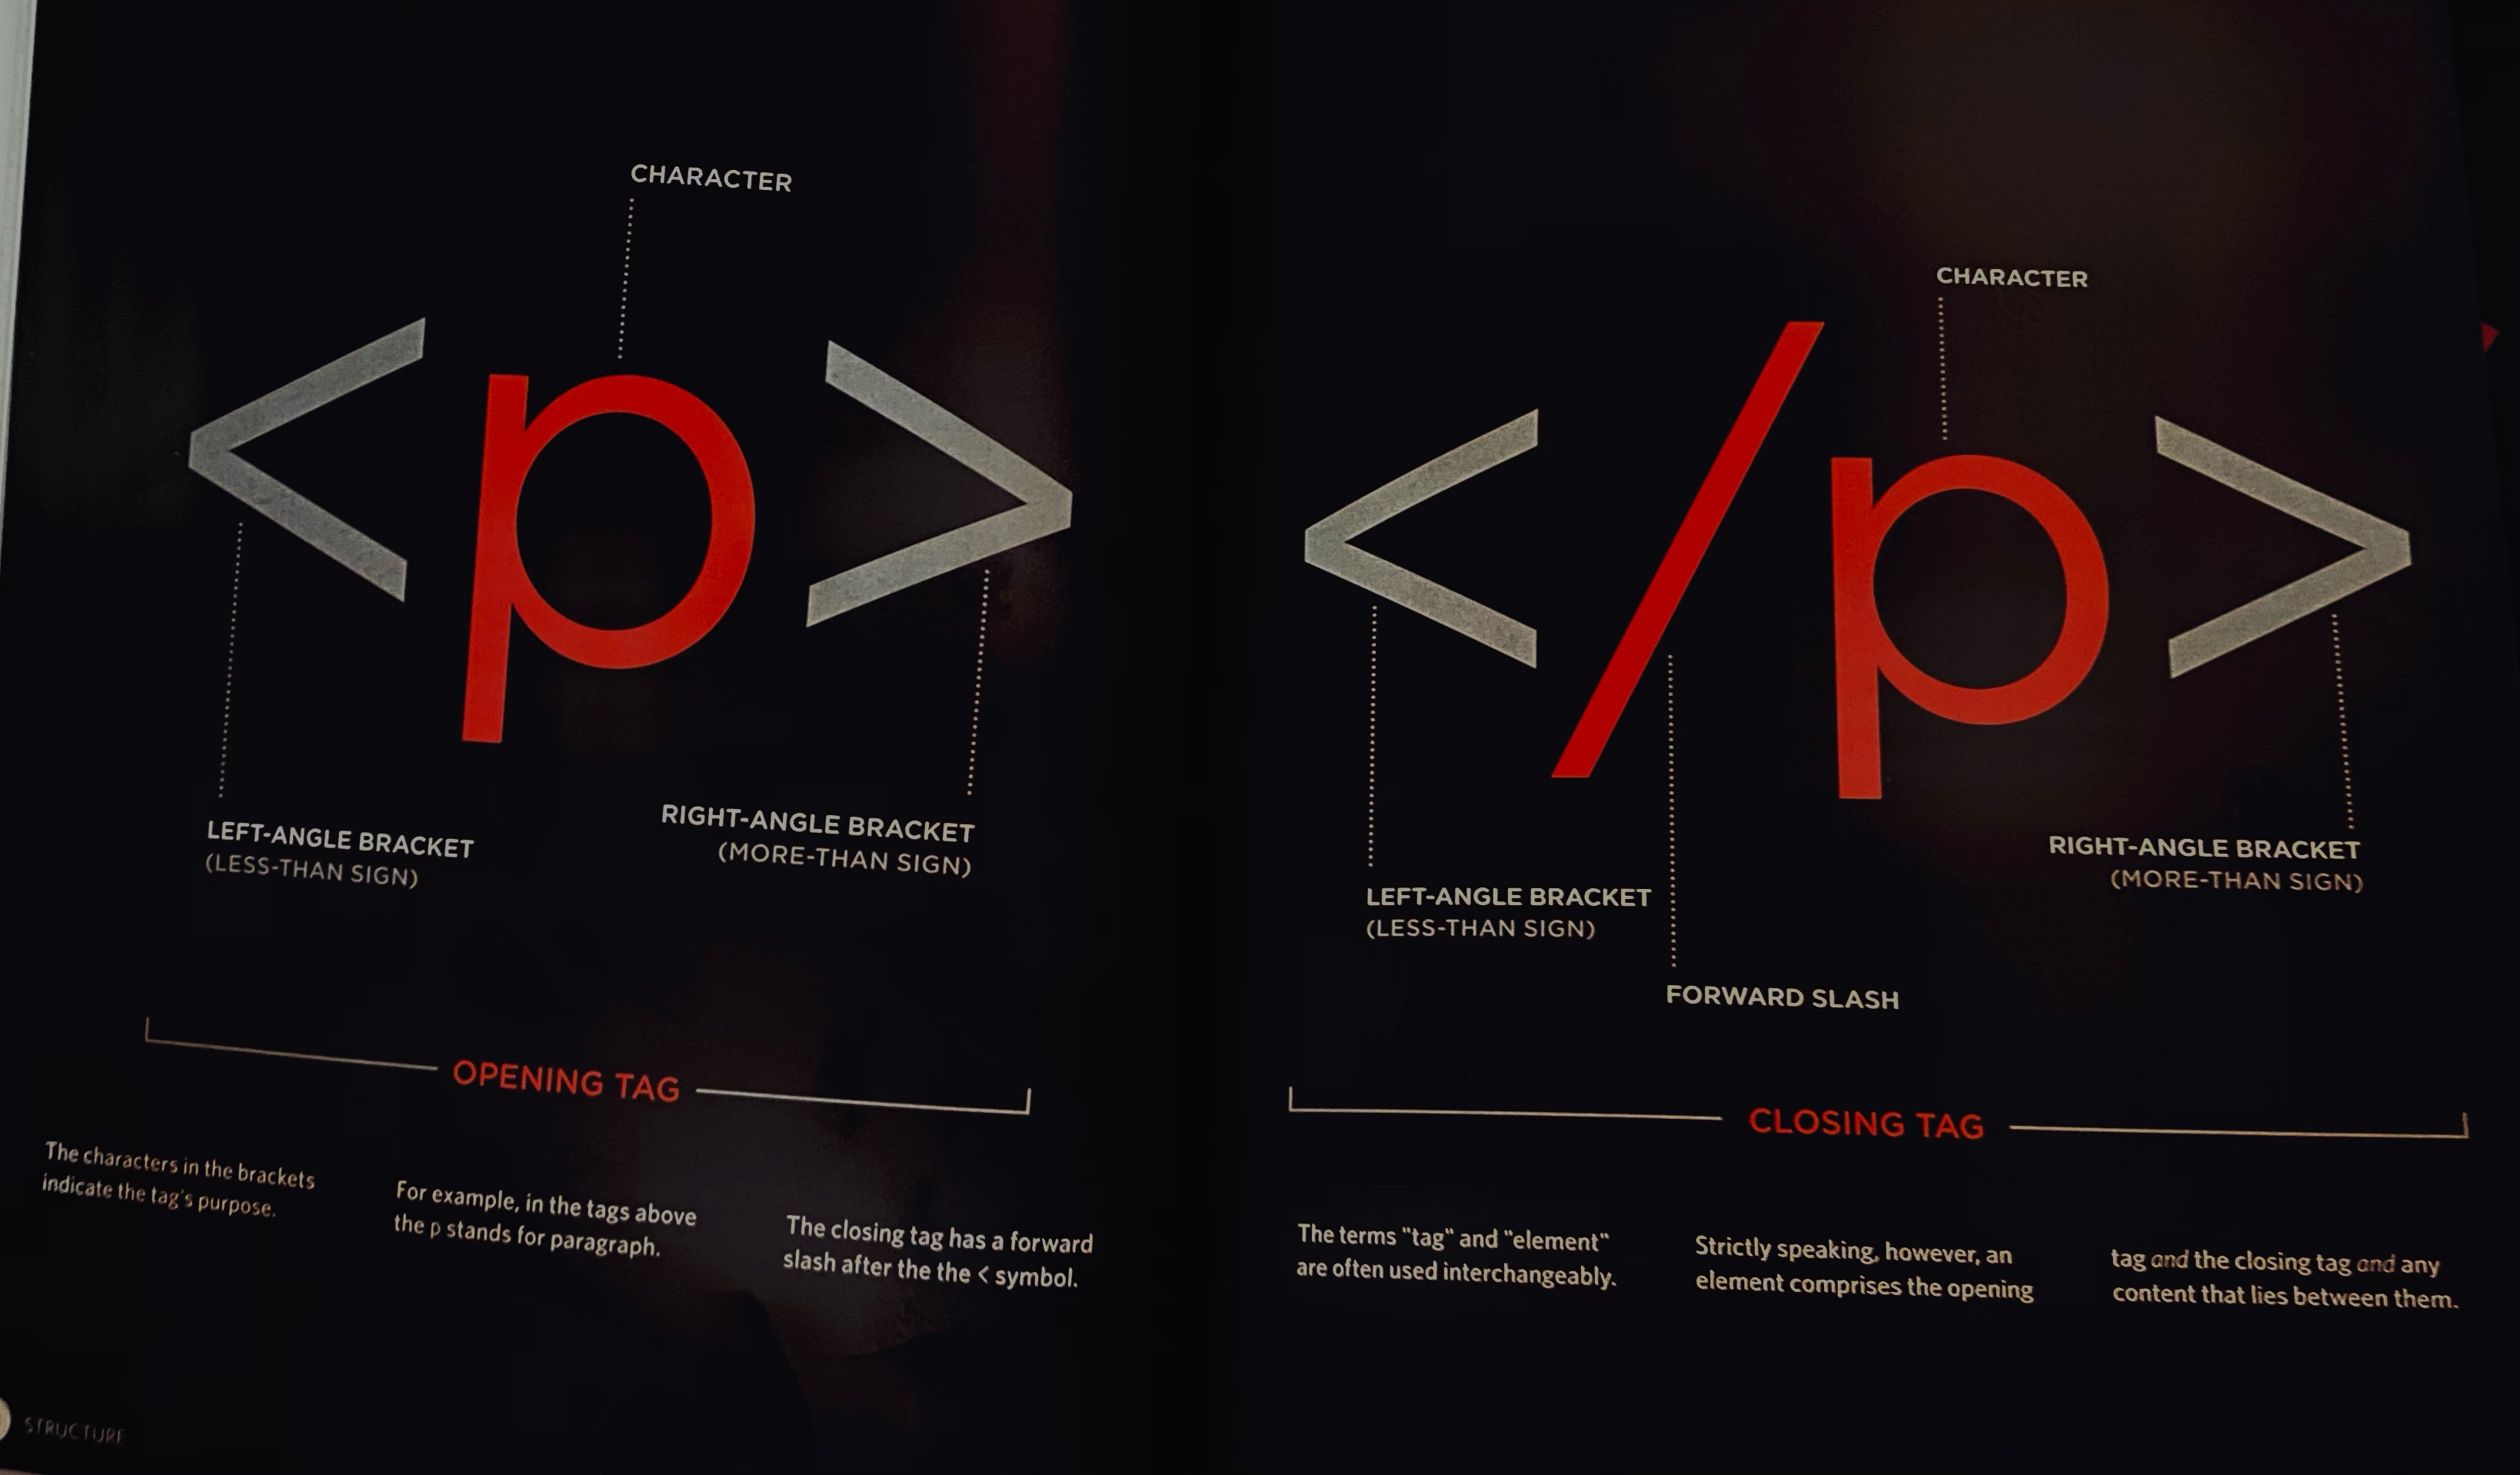 CHARACTER
<p>
LEFT-ANGLE BRACKET
(LESS-THAN SIGN)
RIGHT-ANGLE BRACKET
(MORE-THAN SIGN)
OPENING TAG
The characters in the brackets
indicate the tag's purpose.
For example, in the tags above
the p stands for paragraph.
The closing tag has a forward
slash after the the < symbol.
STRUCTURE
CHARACTER
</p>
LEFT-ANGLE BRACKET
(LESS-THAN SIGN)
FORWARD SLASH
RIGHT-ANGLE BRACKET
(MORE-THAN SIGN)
CLOSING TAG
The terms "tag" and "element"
are often used interchangeably.
Strictly speaking, however, an
element comprises the opening
tag and the closing tag and any
content that lies between them.